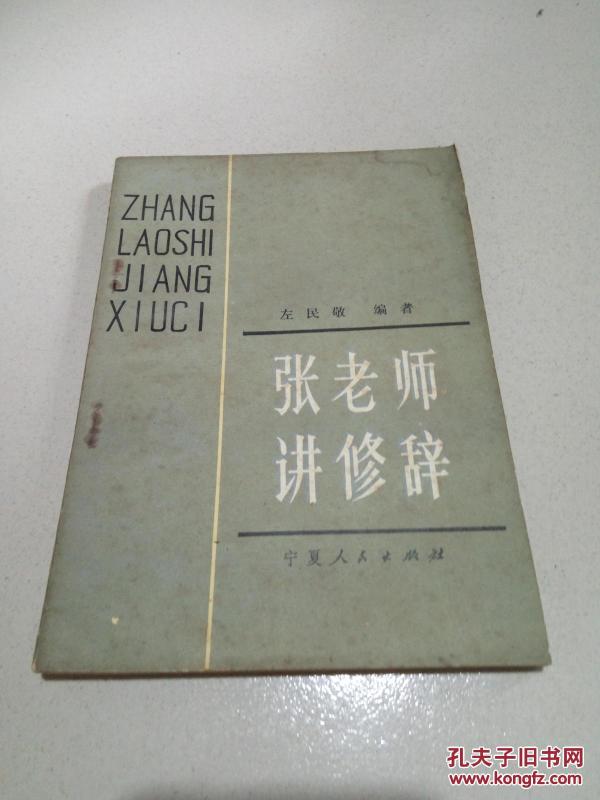 ZHANG
LAOSHI
JIANG
XIUCI
左民敬 编著
张老师
讲修辞
宁夏人民出版社
孔夫子旧书网
www.kongfz.com